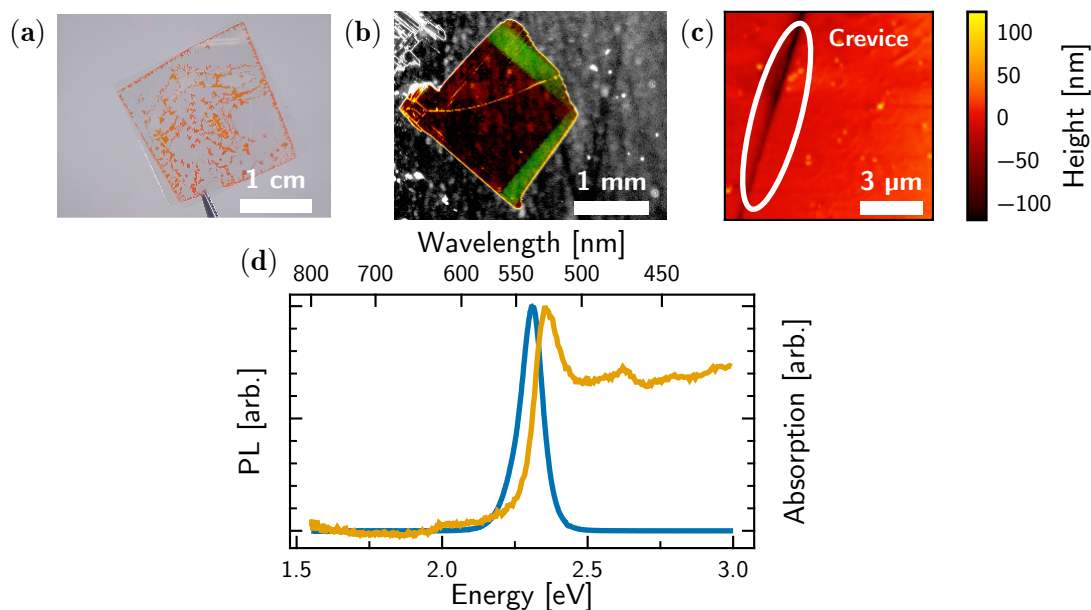 (a)
1 cm
(b)
1 mm
(c)
Crevice
3 µm
100
50
0
−50
−100
Height [nm]
(d)
Wavelength [nm]
800 700 600 550 500 450
PL [arb.]
Absorption [arb.]
1.5 2.0 2.5 3.0
Energy [eV]